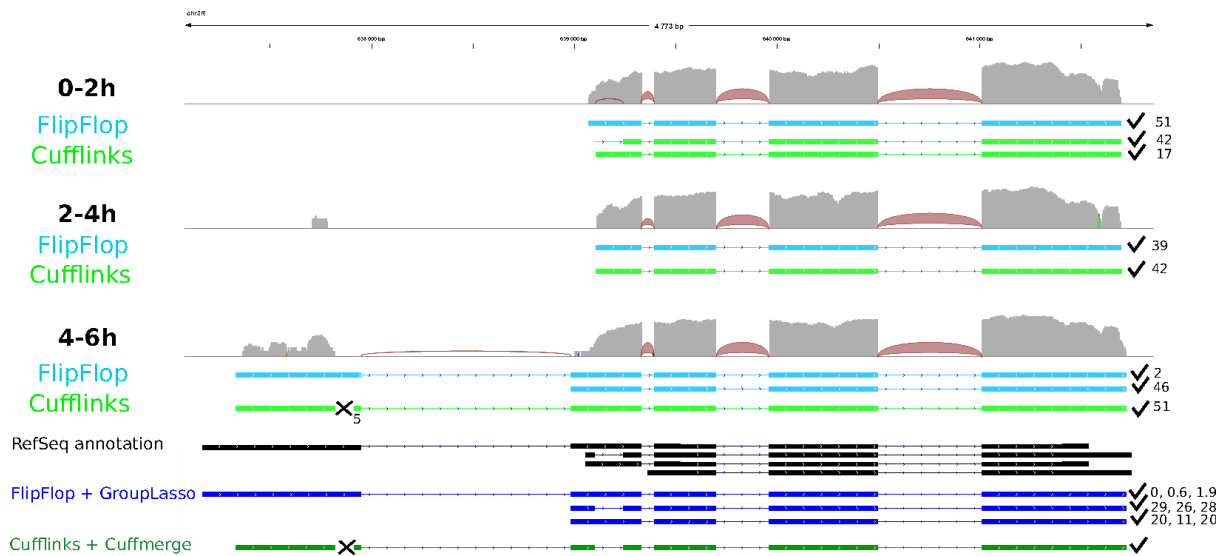 chr3R
4 773 bp
638 000 bp 639 000 bp 640 000 bp 641 000 bp
0-2h
FlipFlop 51
42
Cufflinks 17
2-4h
FlipFlop 39
Cufflinks 42
4-6h
FlipFlop 2
46
Cufflinks 5 51
RefSeq annotation
FlipFlop + GroupLasso 0, 0.6, 1.9
29, 26, 28
20, 11, 20
Cufflinks + Cuffmerge